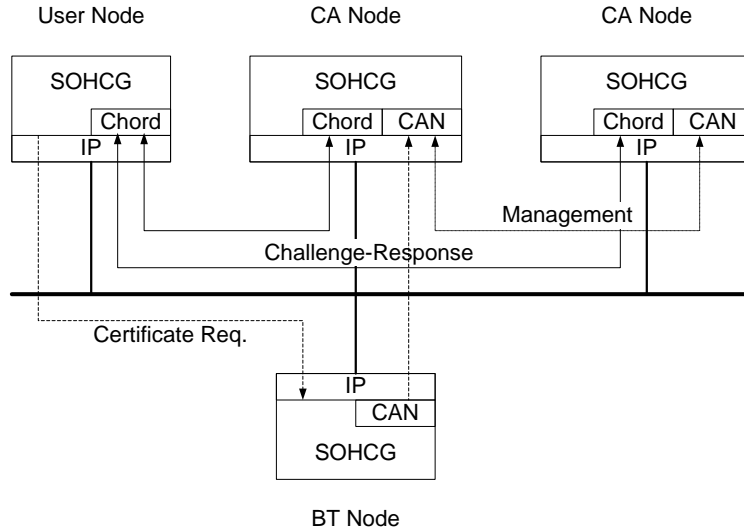 User Node
CA Node
CA Node
SOHCG
SOHCG
SOHCG
Chord
Chord
CAN
Chord
CAN
IP
IP
IP
Management
Challenge-Response
Certificate Req.
IP
CAN
SOHCG
BT Node